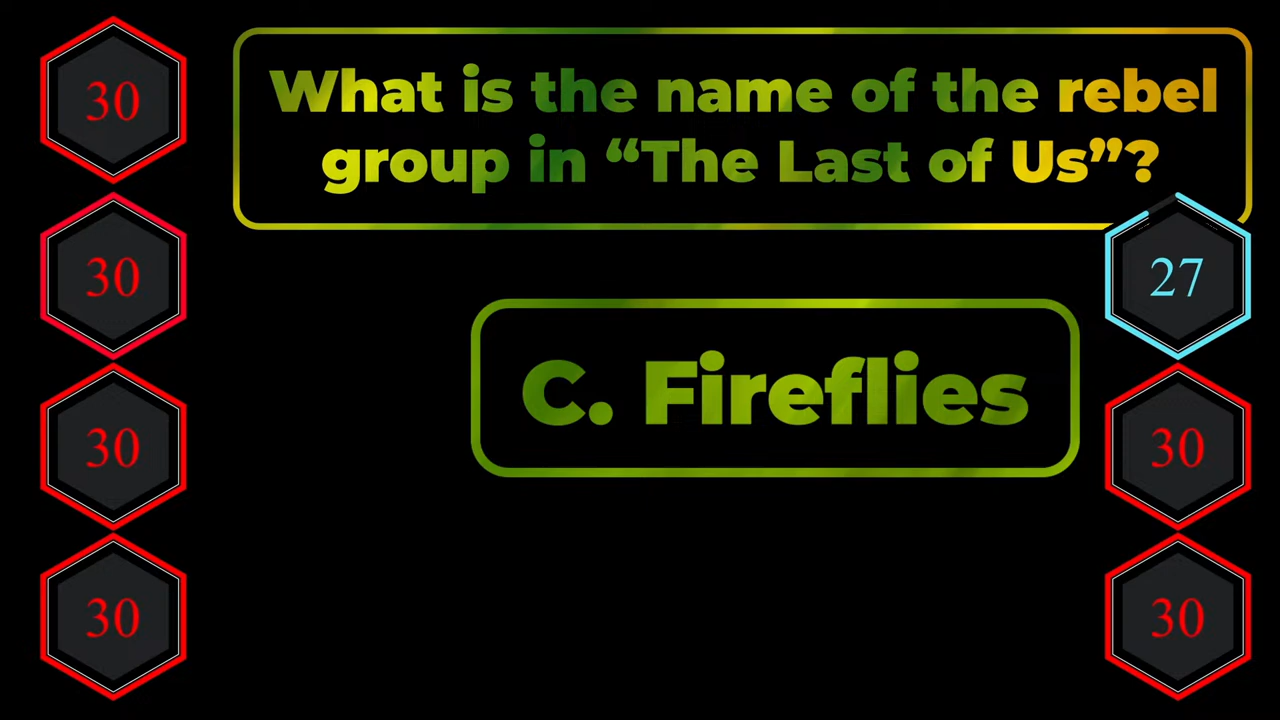 30
What is the name of the rebel
group in “The Last of Us”?
30
27
C. Fireflies
30
30
30
30